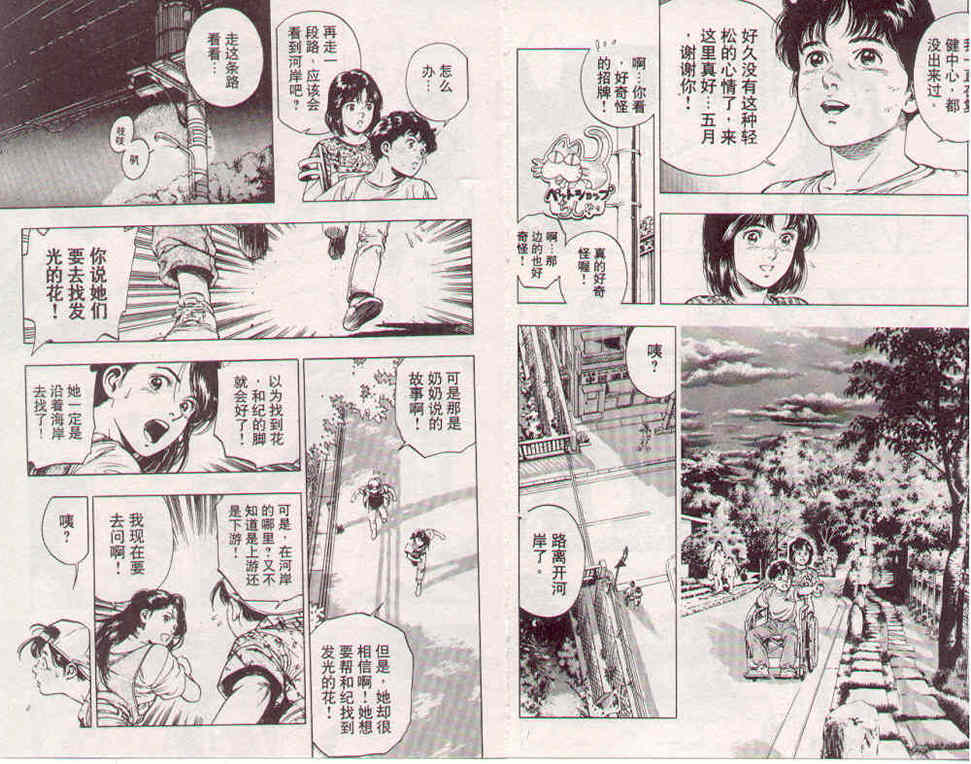 健中心，都
没出来过．
好久没有这种轻
松的心情了，来
这里真好…五月
，谢谢你！
啊…你看
，好奇怪
的招牌！
ペットショップ
真的好奇
怪喔！
啊…那
边的也好
奇怪！
咦？
路离开河
岸了。
怎么
办…
再走一
段路，应该会
看到河岸吧？
走这条路
看看…
你说她们
要去找发
光的花！
可是那是
奶奶说的
故事啊！
但是，她却很
相信啊！她想
要帮和纪找到
发光的花！
以为找到花
，和纪的脚
就会好了！
她一定是
沿着海岸
去找了！
可是，在河岸
的哪里？又不
知道是上游还
是下游！
我现在要
去问啊！
咦？